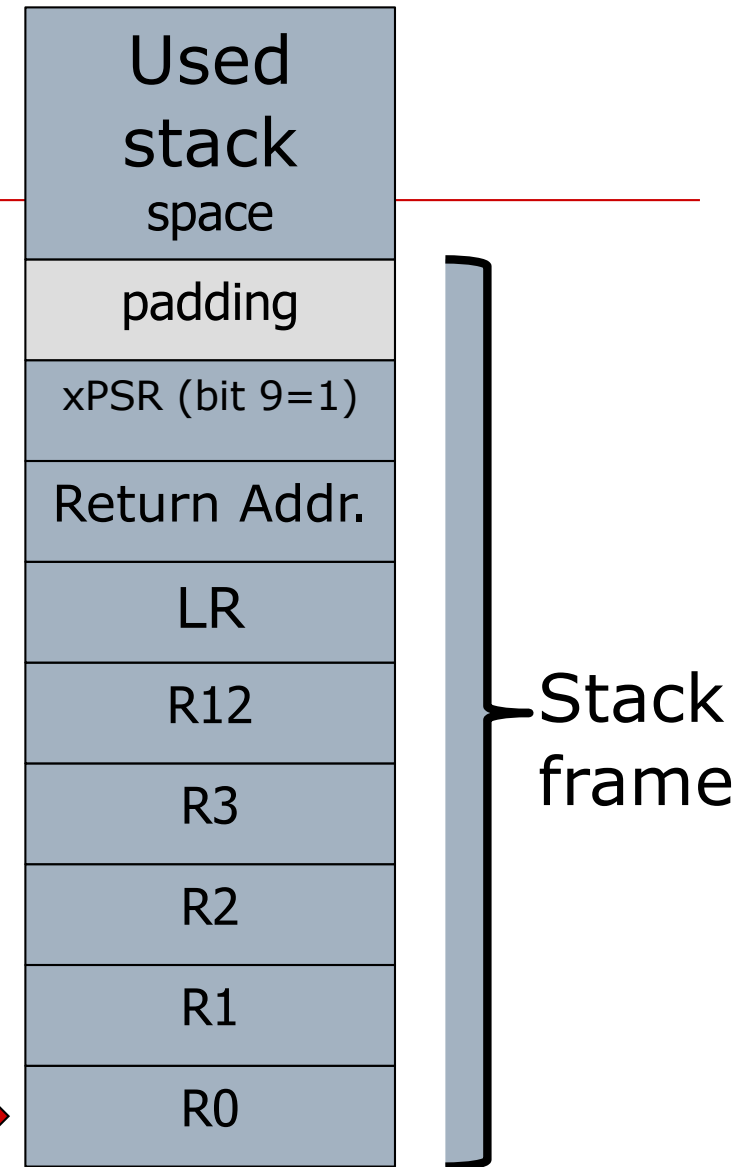 Used
stack
space
padding
xPSR (bit 9=1)
Return Addr.
LR
R12
R3
R2
R1
R0
Stack
frame